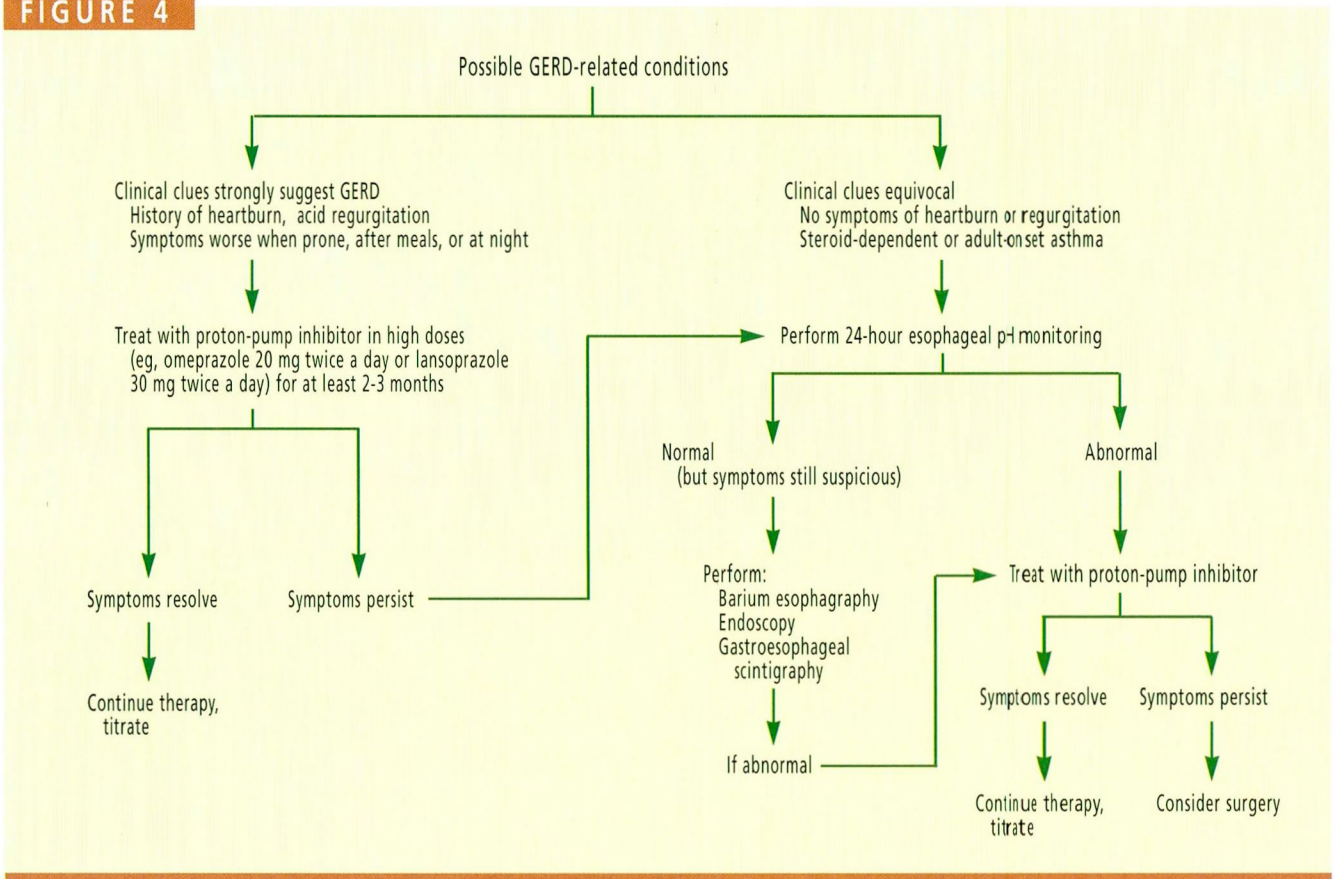 FIGURE 4
Possible GERD-related conditions
Clinical clues strongly suggest GERD
History of heartburn, acid regurgitation
Symptoms worse when prone, after meals, or at night
Treat with proton-pump inhibitor in high doses
(eg, omeprazole 20 mg twice a day or lansoprazole
30 mg twice a day) for at least 2-3 months
Symptoms resolve
Symptoms persist
Continue therapy,
titrate
Clinical clues equivocal
No symptoms of heartburn or regurgitation
Steroid-dependent or adult-onset asthma
Perform 24-hour esophageal pH monitoring
Normal
(but symptoms still suspicious)
Abnormal
Perform:
Barium esophagraphy
Endoscopy
Gastroesophageal
scintigraphy
If abnormal
Treat with proton-pump inhibitor
Symptoms resolve
Symptoms persist
Continue therapy,
titrate
Consider surgery